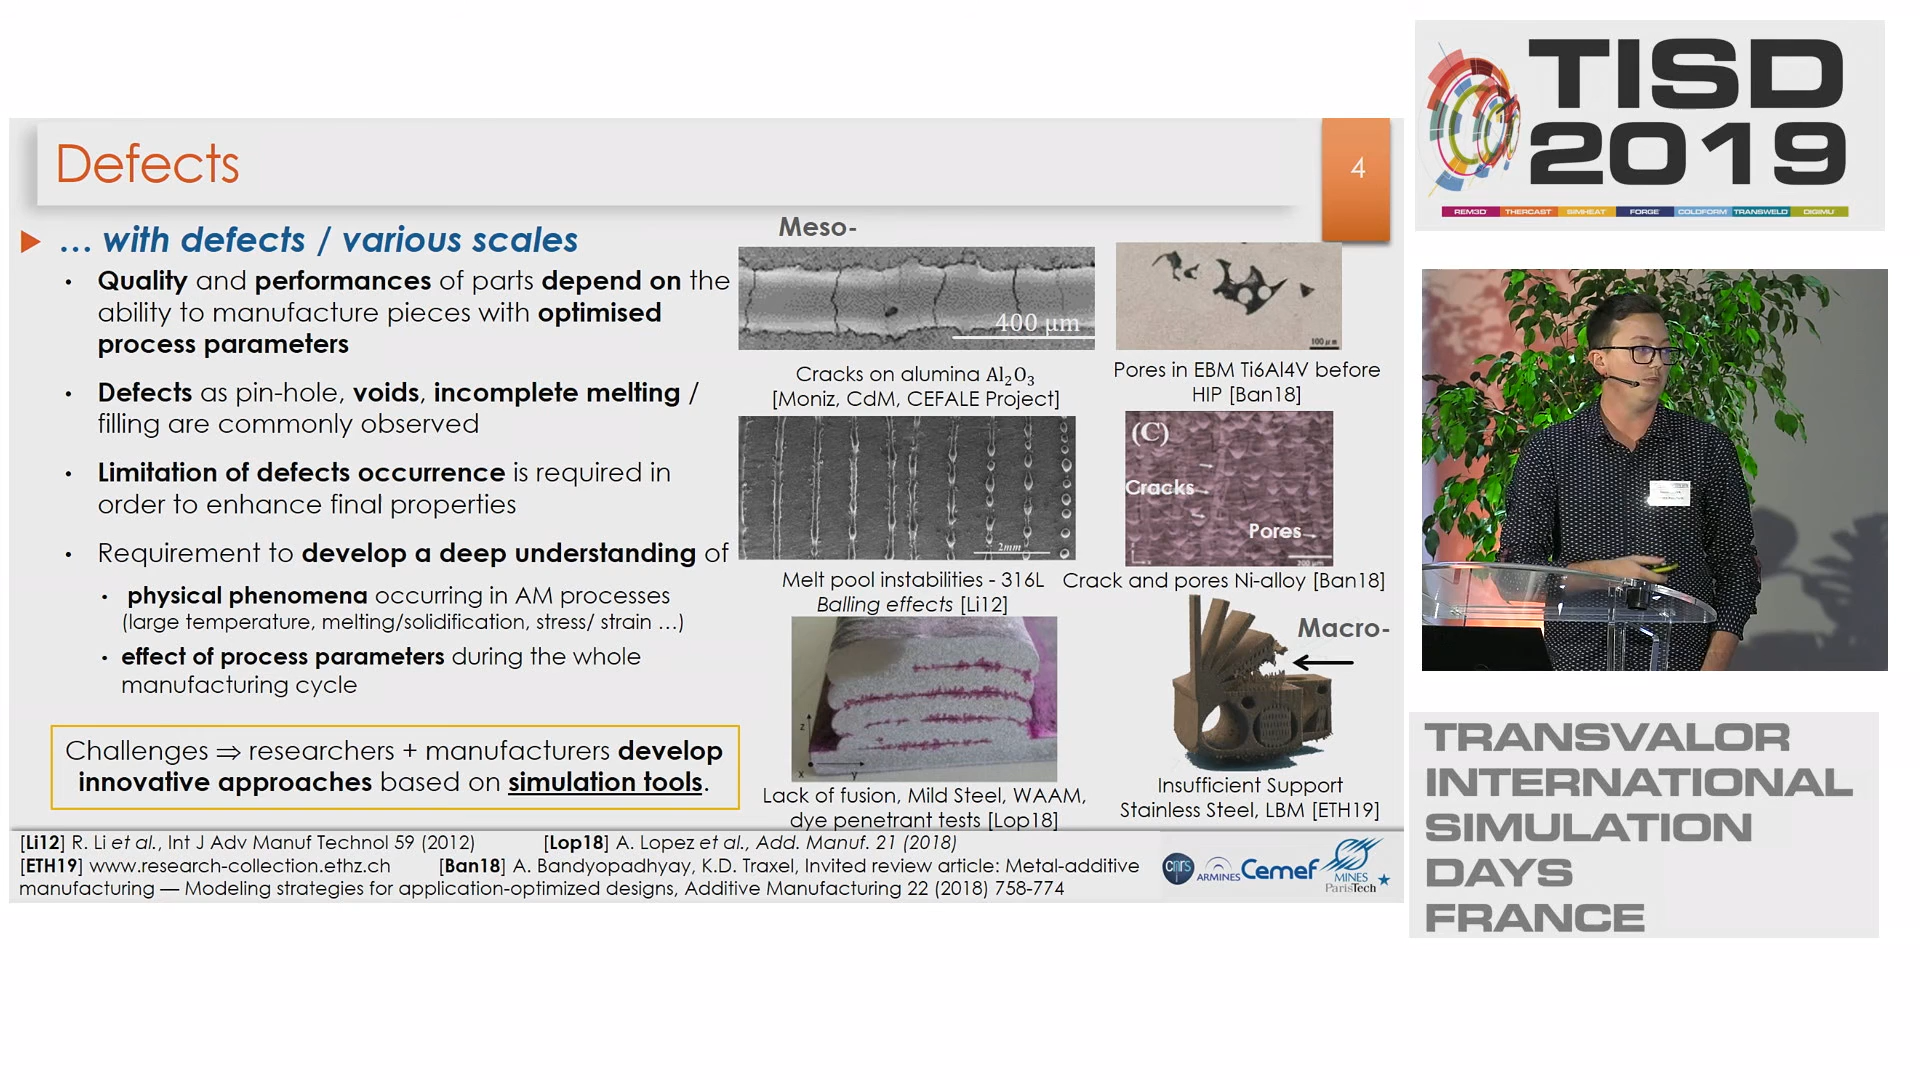 Defects
4
... with defects / various scales
• Quality and performances of parts depend on the
ability to manufacture pieces with optimised
process parameters
• Defects as pin-hole, voids, incomplete melting /
filling are commonly observed
• Limitation of defects occurrence is required in
order to enhance final properties
• Requirement to develop a deep understanding of
• physical phenomena occurring in AM processes
(large temperature, melting/solidification, stress/ strain ...)
• effect of process parameters during the whole
manufacturing cycle
Challenges ⇒ researchers + manufacturers develop
innovative approaches based on simulation tools.
Meso-
400 μm
Cracks on alumina Al₂O₃
[Moniz, CdM, CEFALE Project]
100 μm
Pores in EBM Ti6Al4V before
HIP [Ban18]
2mm
Melt pool instabilities - 316L
Balling effects [Li12]
(C)
Cracks
Pores
200 μm
Crack and pores Ni-alloy [Ban18]
z
x
y
Lack of fusion, Mild Steel, WAAM,
dye penetrant tests [Lop18]
Macro-
Insufficient Support
Stainless Steel, LBM [ETH19]
[Li12] R. Li et al., Int J Adv Manuf Technol 59 (2012) [Lop18] A. Lopez et al., Add. Manuf. 21 (2018)
[ETH19] www.research-collection.ethz.ch [Ban18] A. Bandyopadhyay, K.D. Traxel, Invited review article: Metal-additive
manufacturing — Modeling strategies for application-optimized designs, Additive Manufacturing 22 (2018) 758-774
cnrs
ARMINES
Cemef
MINES
ParisTech
TISD
2019
REM3D THERCAST SIMHEAT FORGE COLDFORM TRANSWELD DIGIMU
TRANSVALOR
INTERNATIONAL
SIMULATION
DAYS
FRANCE